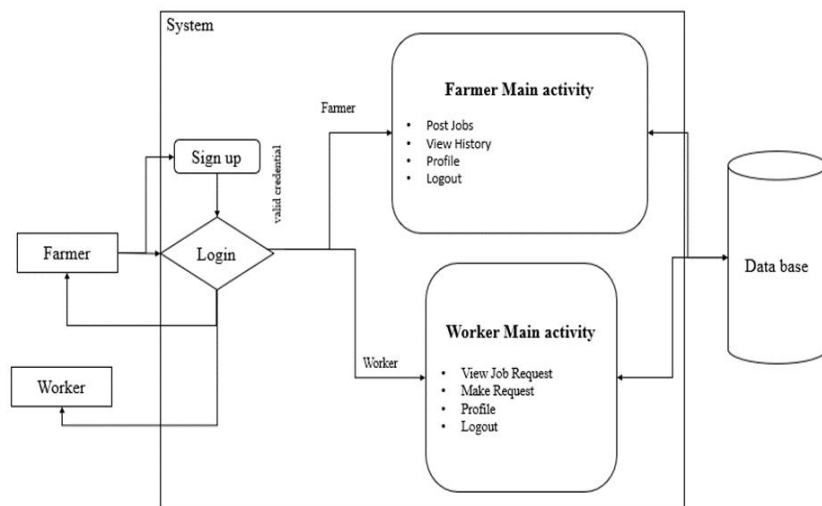 System
Farmer Main activity
Farmer
• Post Jobs
• View History
• Profile
• Logout
Sign up
valid credential
Farmer
Login
Data base
Worker Main activity
Worker
• View Job Request
• Make Request
• Profile
• Logout
Worker